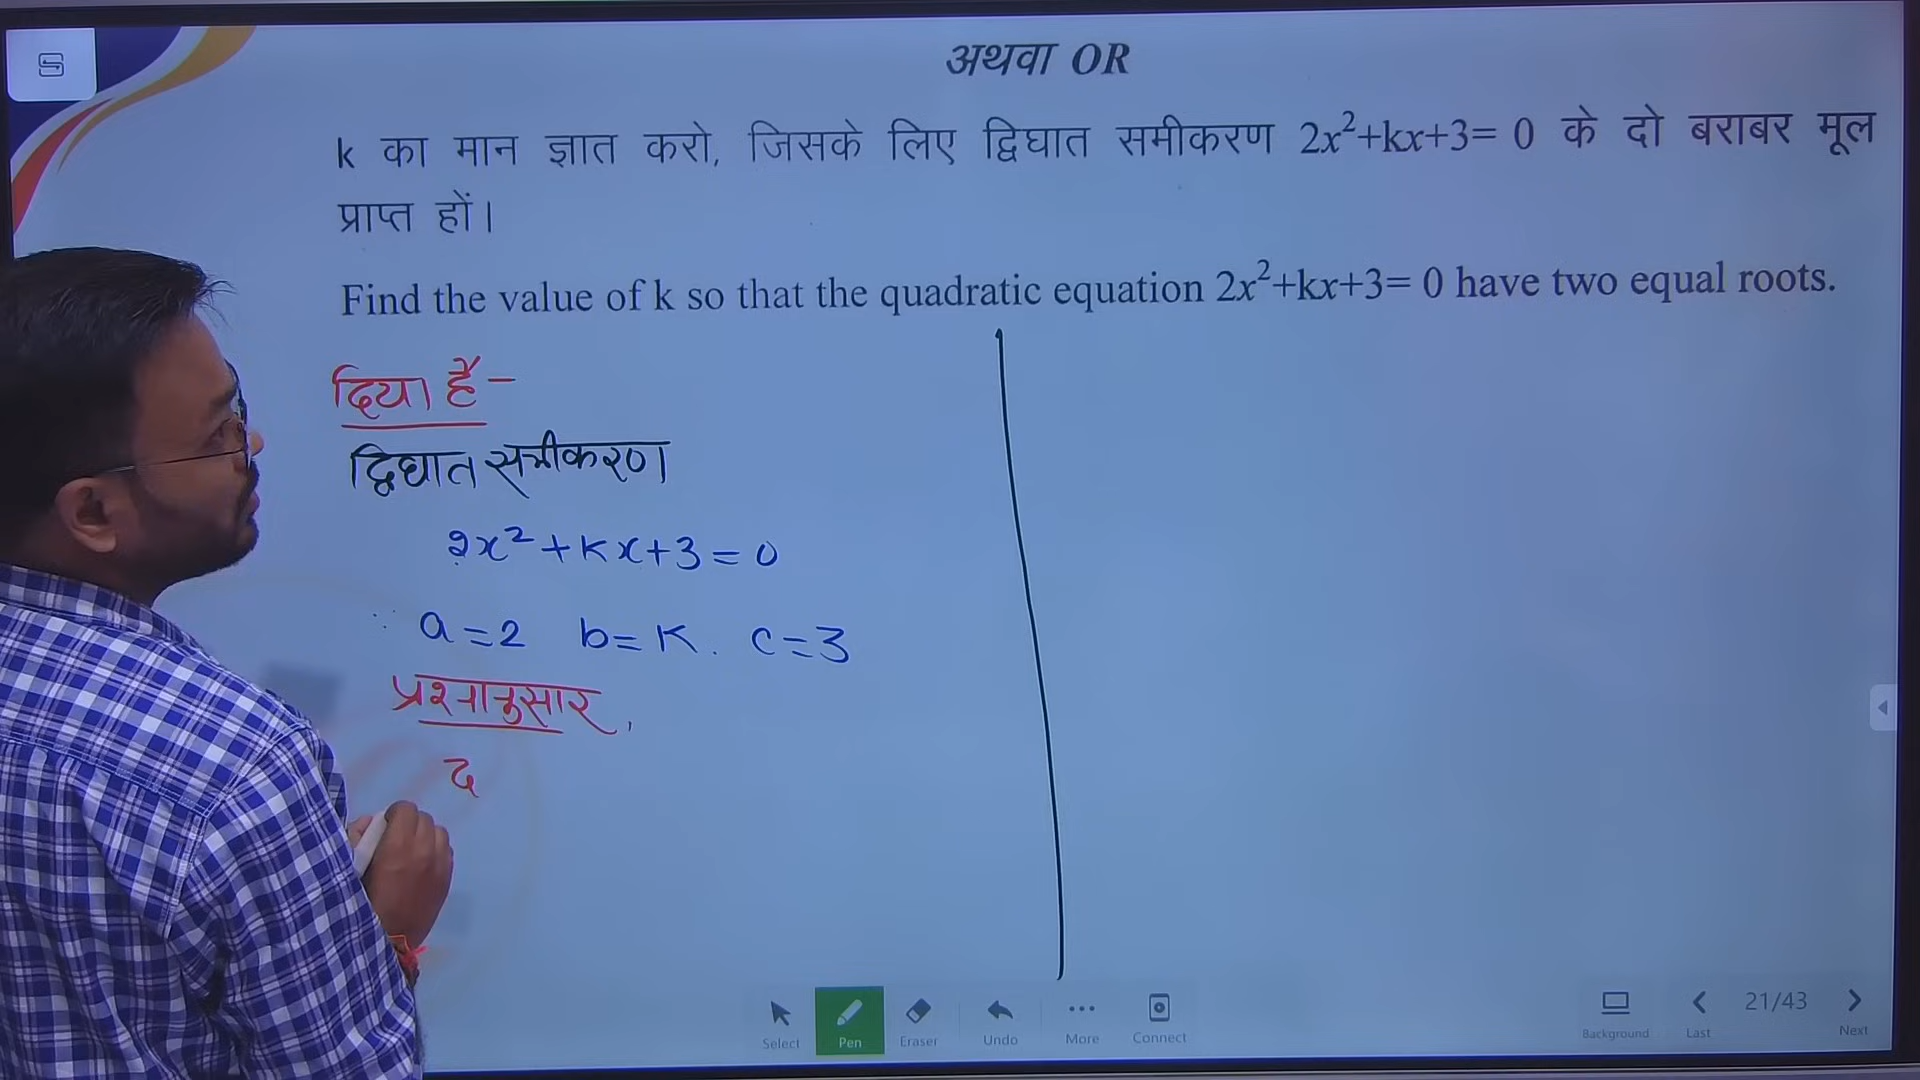 अथवा OR
k का मान ज्ञात करो, जिसके लिए द्विघात समीकरण 2x²+kx+3= 0 के दो बराबर मूल
प्राप्त हों।
Find the value of k so that the quadratic equation 2x²+kx+3= 0 have two equal roots.
दिया है –
द्विघात समीकरण
2x²+kx+3=0
a=2 b=K. c=3
प्रश्नानुसार,
द
Select Pen Eraser Undo More Connect
Background Last 21/43 Next